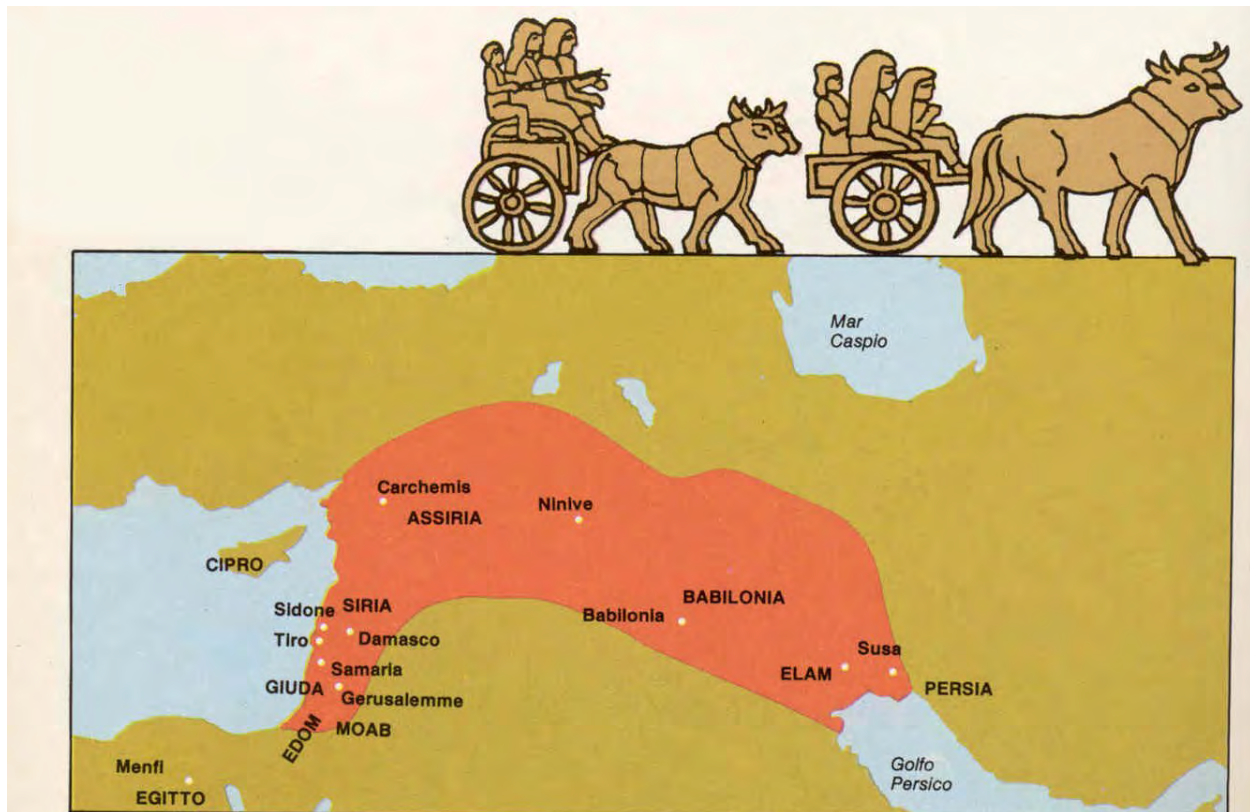 Mar
Caspio
Carchemis
ASSIRIA
Ninive
CIPRO
Sidone
SIRIA
Tiro
Damasco
Samaria
GIUDA
Gerusalemme
EDOM
MOAB
BABILONIA
Babilonia
Susa
ELAM
PERSIA
Menfi
EGITTO
Golfo
Persico